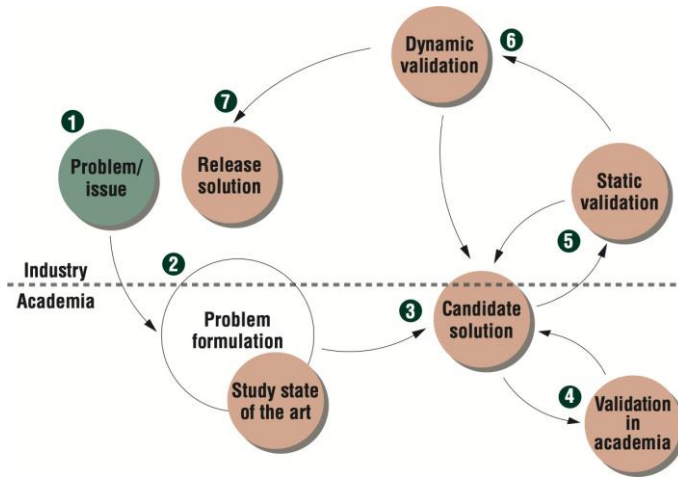 1
Problem/
issue
7
Release
solution
Dynamic
validation
6
Static
validation
5
Industry
Academia
2
Problem
formulation
Study state
of the art
3
Candidate
solution
4
Validation
in
academia